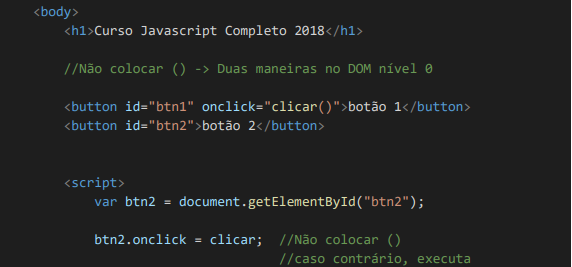 <body>
<h1>Curso Javascript Completo 2018</h1>
//Não colocar () -> Duas maneiras no DOM nível 0
<button id="btn1" onclick="clicar()">botão 1</button>
<button id="btn2">botão 2</button>
<script>
var btn2 = document.getElementById("btn2");
btn2.onclick = clicar;  //Não colocar ()
//caso contrário, executa